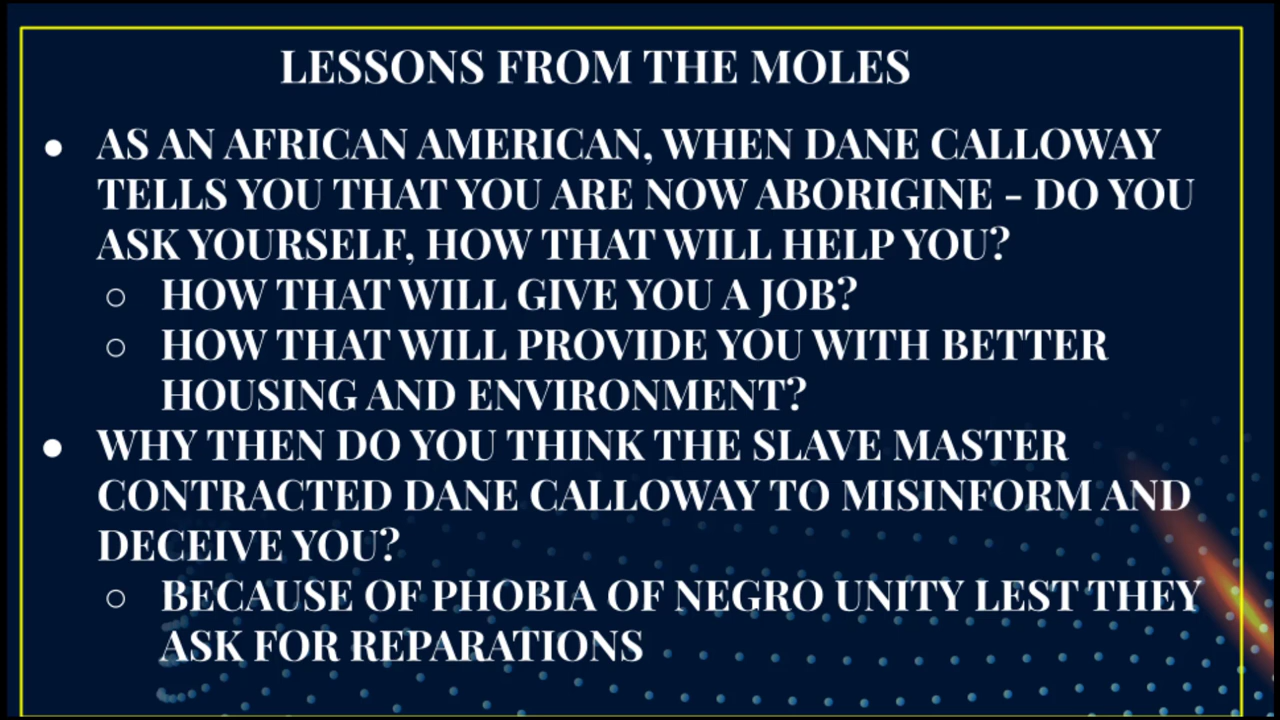 LESSONS FROM THE MOLES
● AS AN AFRICAN AMERICAN, WHEN DANE CALLOWAY
TELLS YOU THAT YOU ARE NOW ABORIGINE - DO YOU
ASK YOURSELF, HOW THAT WILL HELP YOU?
○ HOW THAT WILL GIVE YOU A JOB?
○ HOW THAT WILL PROVIDE YOU WITH BETTER
HOUSING AND ENVIRONMENT?
● WHY THEN DO YOU THINK THE SLAVE MASTER
CONTRACTED DANE CALLOWAY TO MISINFORM AND
DECEIVE YOU?
○ BECAUSE OF PHOBIA OF NEGRO UNITY LEST THEY
ASK FOR REPARATIONS